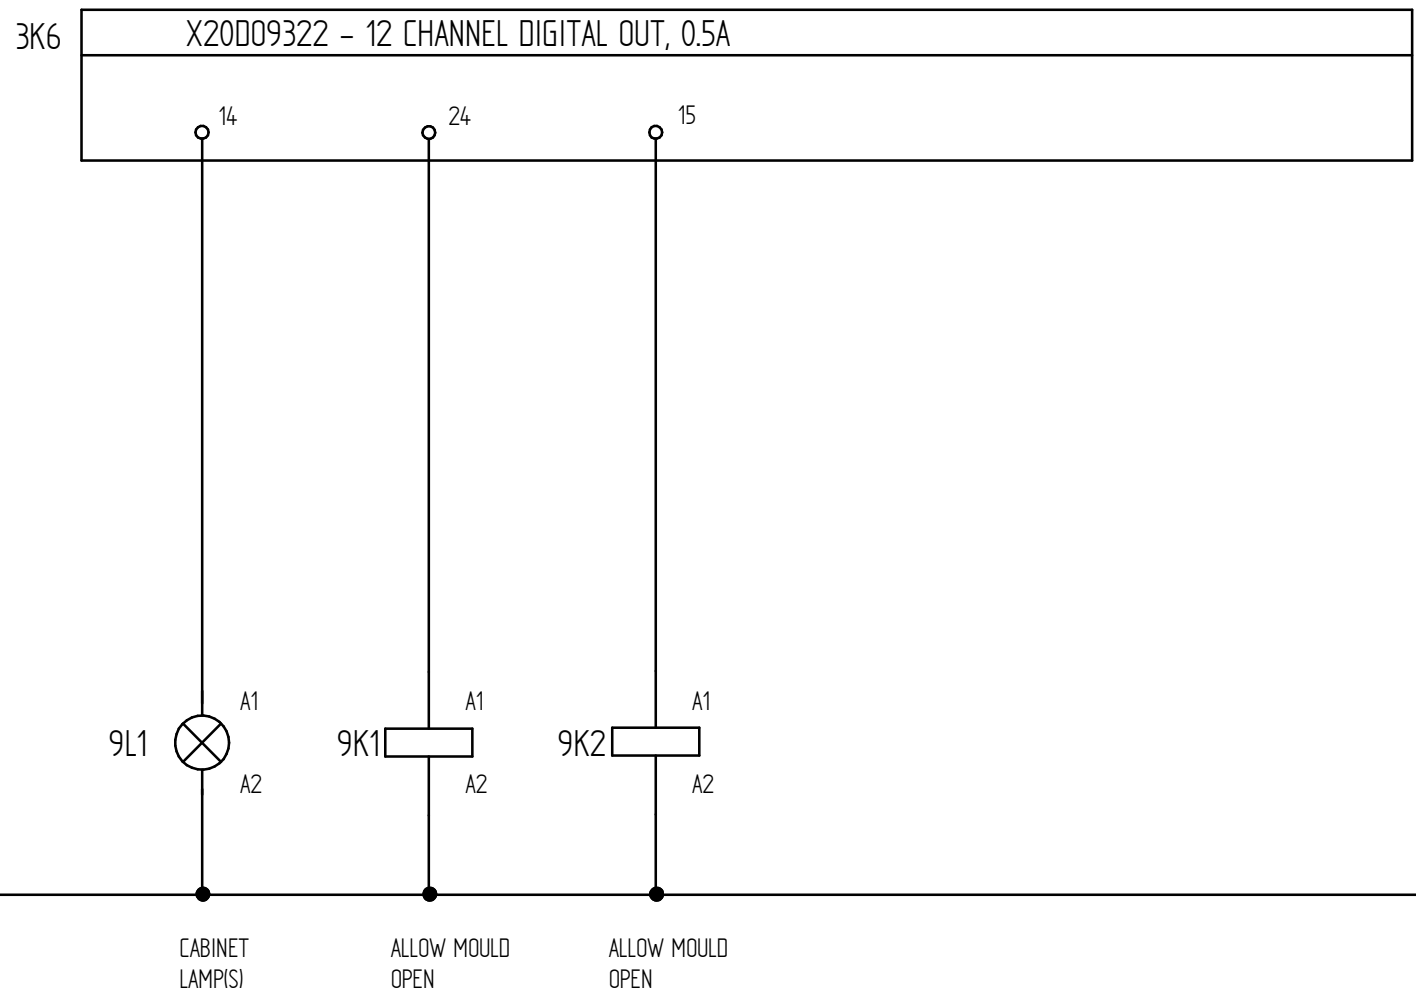 3K6
X20DO9322 - 12 CHANNEL DIGITAL OUT, 0.5A
14
24
15
A1
A1
A1
9L1
9K1
9K2
A2
A2
A2
CABINET
LAMP(S)
ALLOW MOULD
OPEN
ALLOW MOULD
OPEN